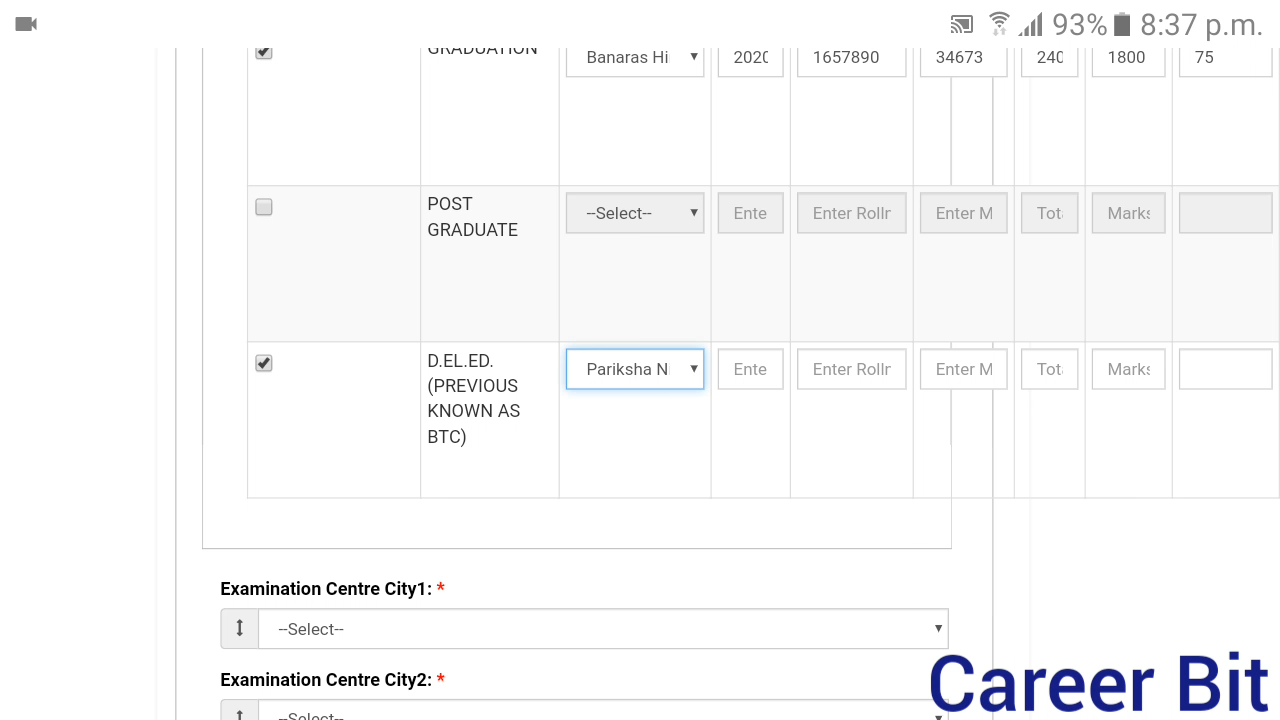 93% 8:37 p.m.
GRADUATION Banaras Hi 2020 1657890 34673 240 1800 75
POST
GRADUATE
--Select-- Ente Enter Rollr Enter M Tot Marks
D.EL.ED.
(PREVIOUS
KNOWN AS
BTC)
Pariksha N Ente Enter Rollr Enter M Tot Marks
Examination Centre City1: *
--Select--
Examination Centre City2: *
--Select--
Career Bit